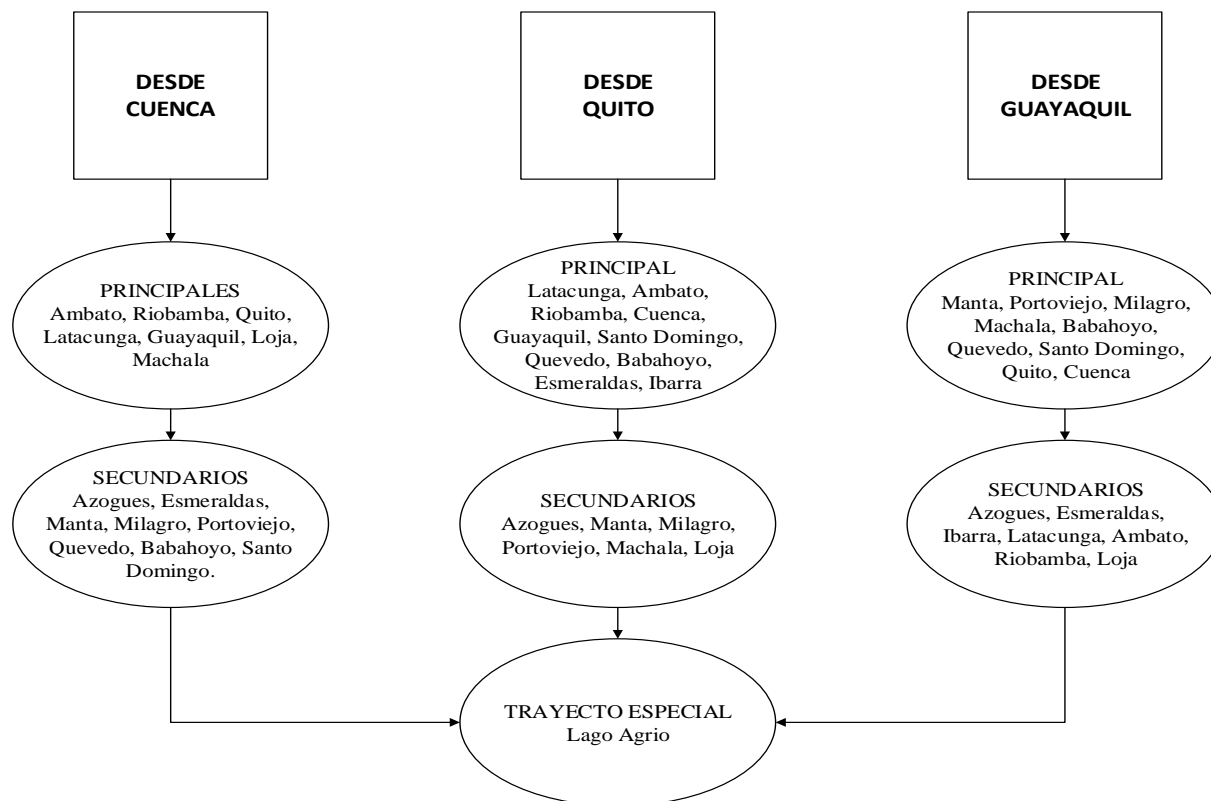 DESDE
CUENCA
DESDE
QUITO
DESDE
GUAYAQUIL
PRINCIPALES
Ambato, Riobamba, Quito,
Latacunga, Guayaquil, Loja,
Machala
PRINCIPAL
Latacunga, Ambato,
Riobamba, Cuenca,
Guayaquil, Santo Domingo,
Quevedo, Babahoyo,
Esmeraldas, Ibarra
PRINCIPAL
Manta, Portoviejo, Milagro,
Machala, Babahoyo,
Quevedo, Santo Domingo,
Quito, Cuenca
SECUNDARIOS
Azogues, Esmeraldas,
Manta, Milagro, Portoviejo,
Quevedo, Babahoyo, Santo
Domingo.
SECUNDARIOS
Azogues, Manta, Milagro,
Portoviejo, Machala, Loja
SECUNDARIOS
Azogues, Esmeraldas,
Ibarra, Latacunga, Ambato,
Riobamba, Loja
TRAYECTO ESPECIAL
Lago Agrio